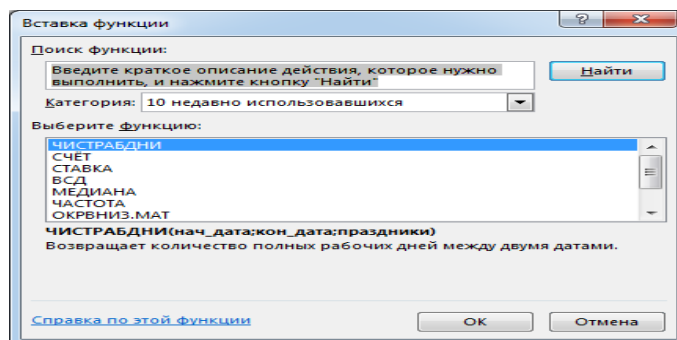 Вставка функции
Поиск функции:
Введите краткое описание действия, которое нужно
выполнить, и нажмите кнопку "Найти"
Найти
Категория: 10 недавно использовавшихся
Выберите функцию:
ЧИСТРАБДНИ
СЧЁТ
СТАВКА
ВСД
МЕДИАНА
ЧАСТОТА
ОКРВНИЗ.МАТ
ЧИСТРАБДНИ(нач_дата;кон_дата;праздники)
Возвращает количество полных рабочих дней между двумя датами.
Справка по этой функции
ОК
Отмена